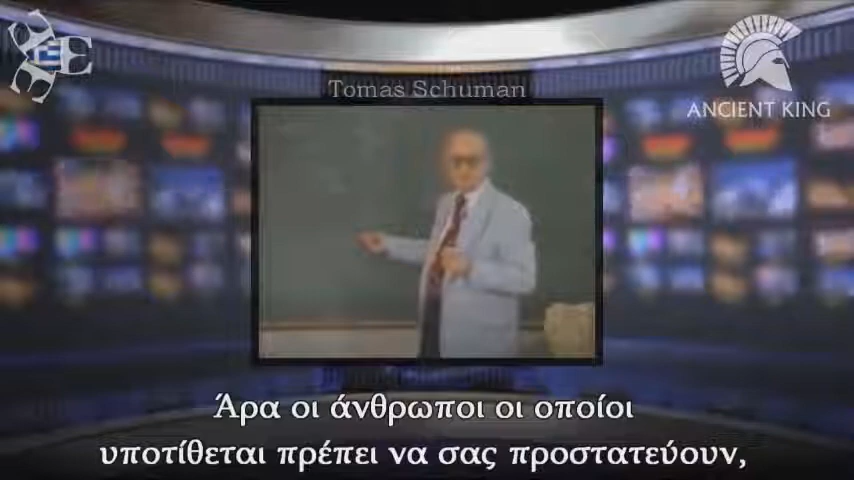 Tomas Schuman
ANCIENT KING
Άρα οι άνθρωποι οι οποίοι
υποτίθεται πρέπει να σας προστατεύουν,